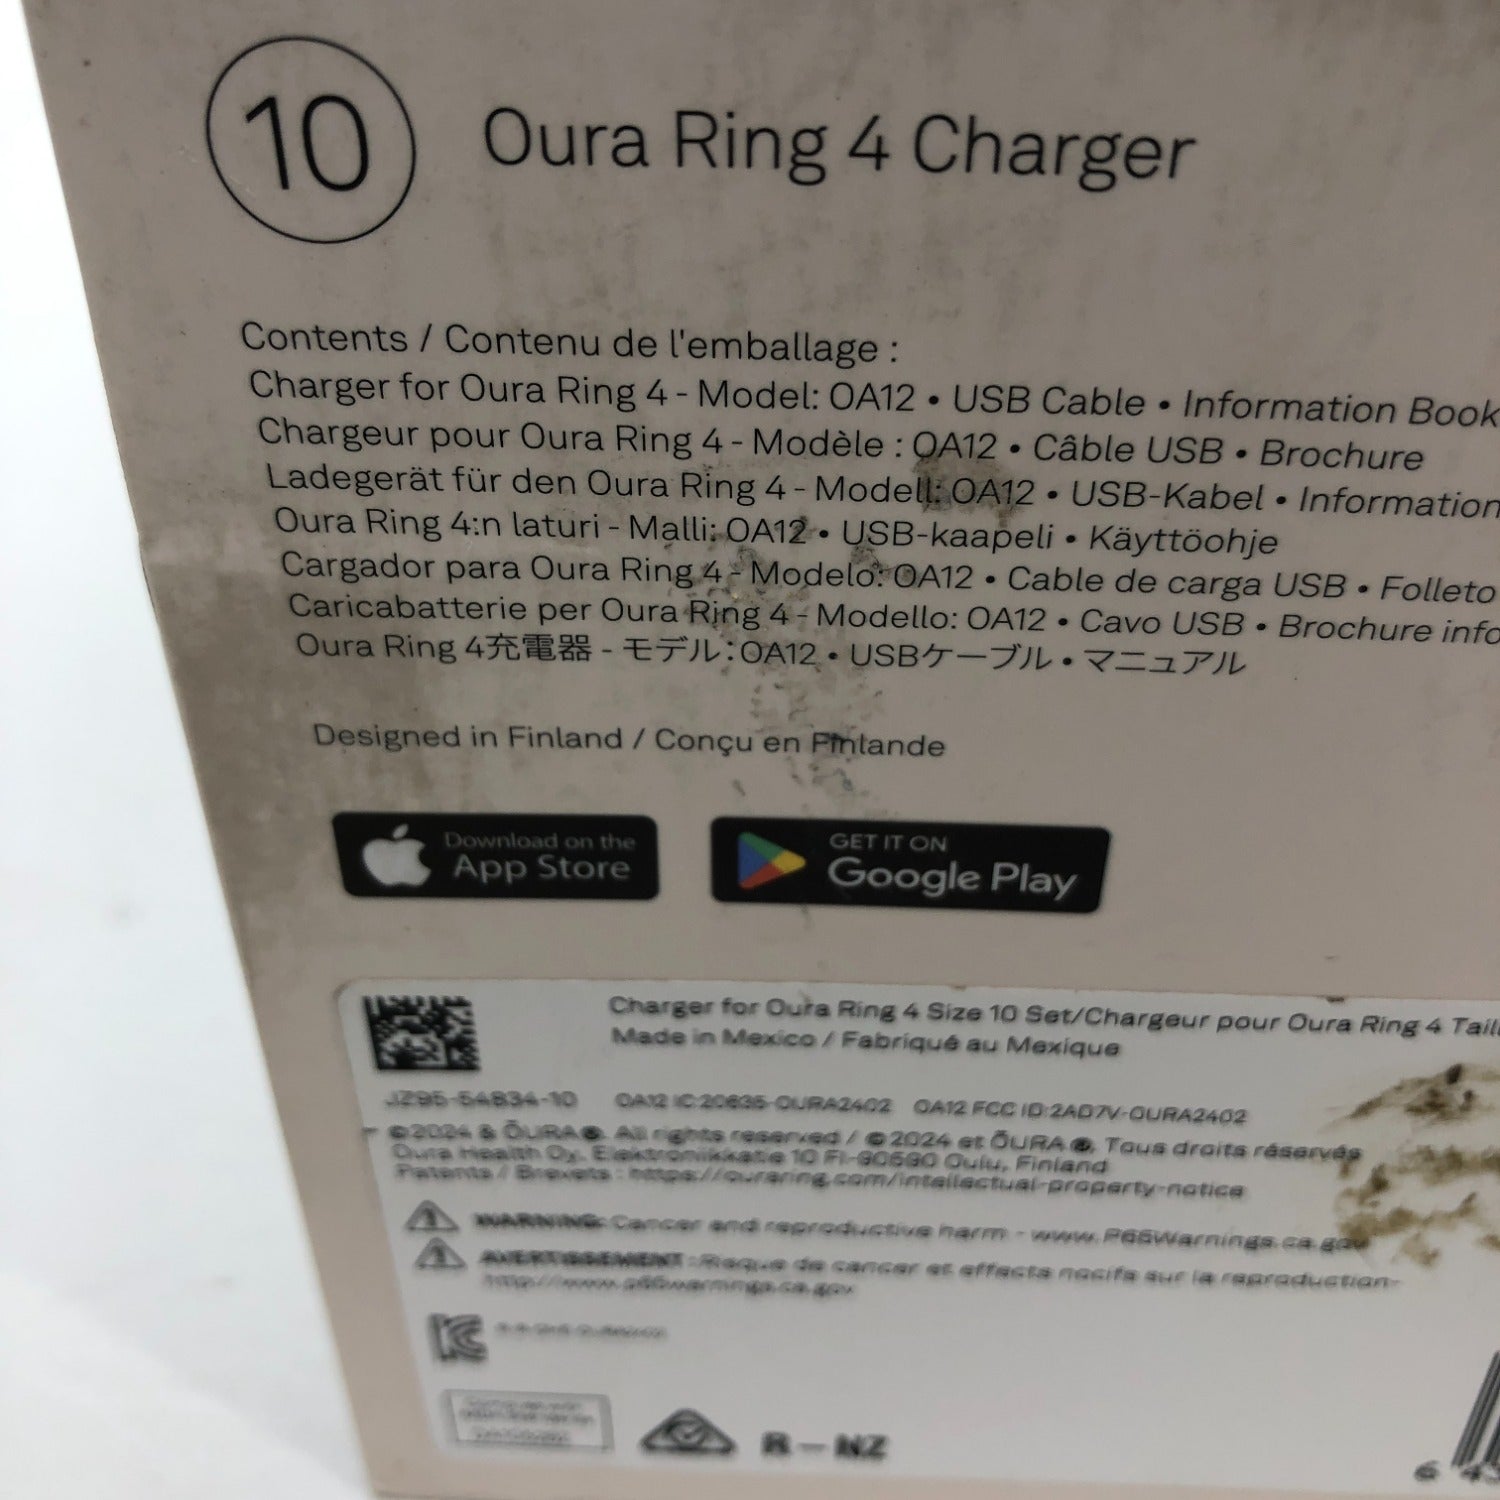 10 Oura Ring 4 Charger
Contents / Contenu de l'emballage :
Charger for Oura Ring 4 - Model: OA12 • USB Cable • Information Book
Chargeur pour Oura Ring 4 - Modèle : OA12 • Câble USB • Brochure
Ladegerät für den Oura Ring 4 - Modell: OA12 • USB-Kabel • Information
Oura Ring 4:n laturi - Malli: OA12 • USB-kaapeli • Käyttöohje
Cargador para Oura Ring 4 - Modelo: OA12 • Cable de carga USB • Folleto
Caricabatterie per Oura Ring 4 - Modello: OA12 • Cavo USB • Brochure info
Oura Ring 4充電器 - モデル:OA12 • USBケーブル • マニュアル
Designed in Finland / Conçu en Finlande
Download on the
App Store
GET IT ON
Google Play
Charger for Oura Ring 4 Size 10 Set/Chargeur pour Oura Ring 4 Taill
Made in Mexico / Fabriqué au Mexique
JZ95-54834-10 OA12 IC:20635-OURA2402 OA12 FCC ID:2AD7V-OURA2402
©2024 & ŌURA®. All rights reserved / ©2024 et ŌURA®, Tous droits réservés
Oura Health Oy, Elektroniikkatie 10 FI-90590 Oulu, Finland
Patents / Brevets : https://ouraring.com/intellectual-property-notice
WARNING: Cancer and reproductive harm - www.P65Warnings.ca.gov
AVERTISSEMENT : Risque de cancer et effects nocifs sur la reproduction-
http://www.p65warnings.ca.gov
R-NZ
6 43